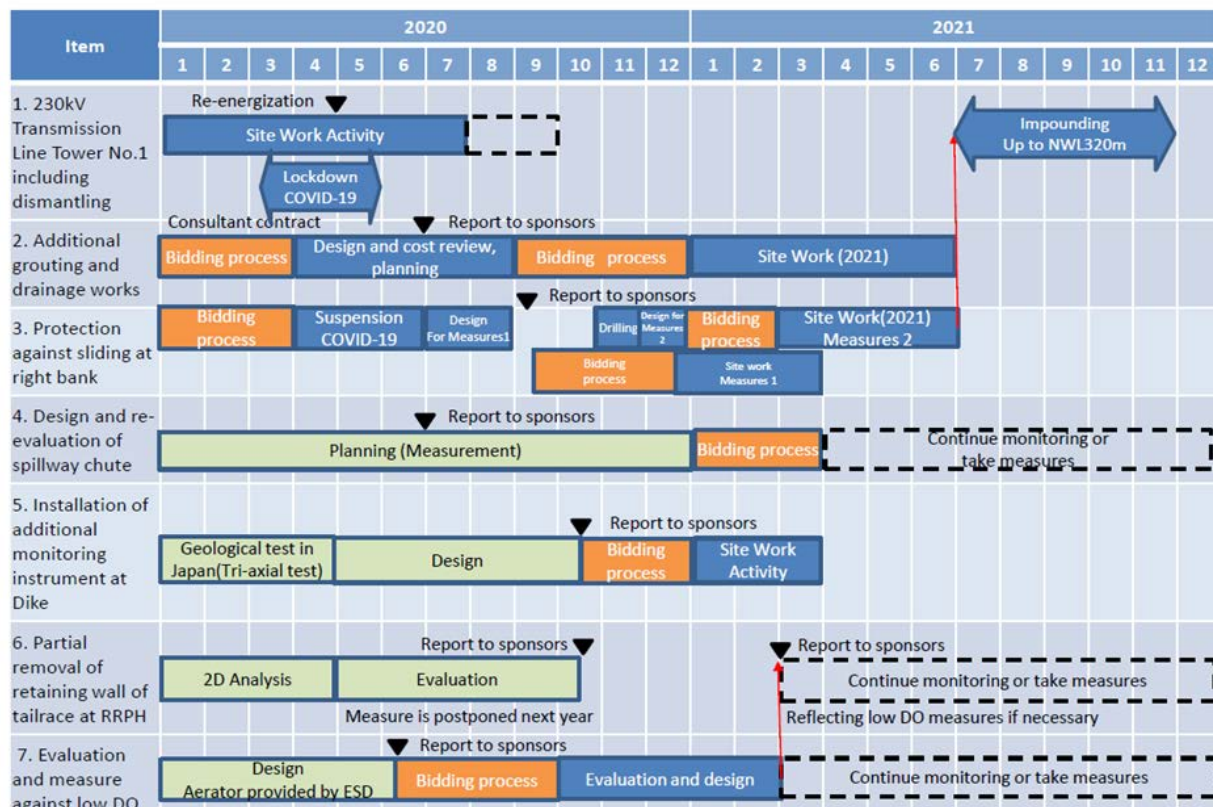 Item
2020
2021
1 2 3 4 5 6 7 8 9 10 11 12 1 2 3 4 5 6 7 8 9 10 11 12
1. 230kV
Transmission
Line Tower No.1
including
dismantling
Re-energization
Site Work Activity
Lockdown
COVID-19
Impounding
Up to NWL320m
2. Additional
grouting and
drainage works
Consultant contract
Report to sponsors
Bidding process
Design and cost review,
planning
Bidding process
Site Work (2021)
3. Protection
against sliding at
right bank
Report to sponsors
Bidding
process
Suspension
COVID-19
Design
For Measures1
Drilling
Design for
Measures
2
Bidding
process
Site Work(2021)
Measures 2
Bidding
process
Site work
Measures 1
4. Design and re-
evaluation of
spillway chute
Report to sponsors
Planning (Measurement)
Bidding process
Continue monitoring or
take measures
5. Installation of
additional
monitoring
instrument at
Dike
Report to sponsors
Geological test in
Japan(Tri-axial test)
Design
Bidding
process
Site Work
Activity
6. Partial
removal of
retaining wall of
tailrace at RRPH
Report to sponsors
Report to sponsors
2D Analysis
Evaluation
Continue monitoring or take measures
Measure is postponed next year
Reflecting low DO measures if necessary
7. Evaluation
and measure
against low DO
Report to sponsors
Design
Aerator provided by ESD
Bidding process
Evaluation and design
Continue monitoring or take measures